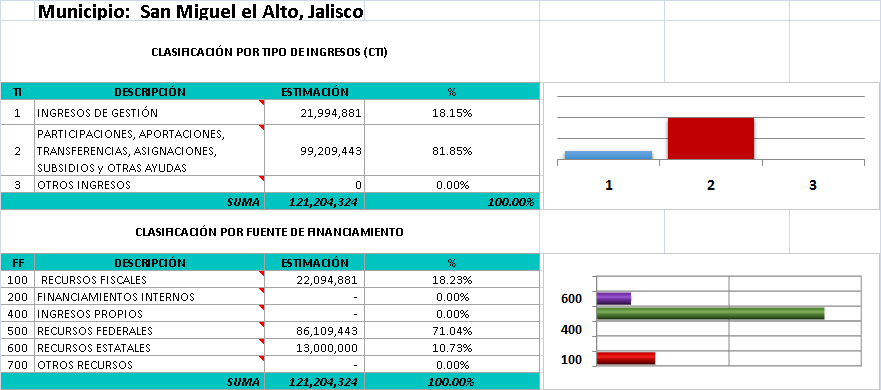 Municipio: San Miguel el Alto, Jalisco
CLASIFICACIÓN POR TIPO DE INGRESOS (CTI)
TI DESCRIPCIÓN ESTIMACIÓN %
1 INGRESOS DE GESTIÓN 21,994,881 18.15%
PARTICIPACIONES, APORTACIONES,
2 TRANSFERENCIAS, ASIGNACIONES, 99,209,443 81.85%
SUBSIDIOS y OTRAS AYUDAS
3 OTROS INGRESOS 0 0.00%
SUMA 121,204,324 100.00%
1 2 3
CLASIFICACIÓN POR FUENTE DE FINANCIAMIENTO
FF DESCRIPCIÓN ESTIMACIÓN %
100 RECURSOS FISCALES 22,094,881 18.23%
200 FINANCIAMIENTOS INTERNOS - 0.00%
400 INGRESOS PROPIOS - 0.00%
500 RECURSOS FEDERALES 86,109,443 71.04%
600 RECURSOS ESTATALES 13,000,000 10.73%
700 OTROS RECURSOS - 0.00%
SUMA 121,204,324 100.00%
600
400
100